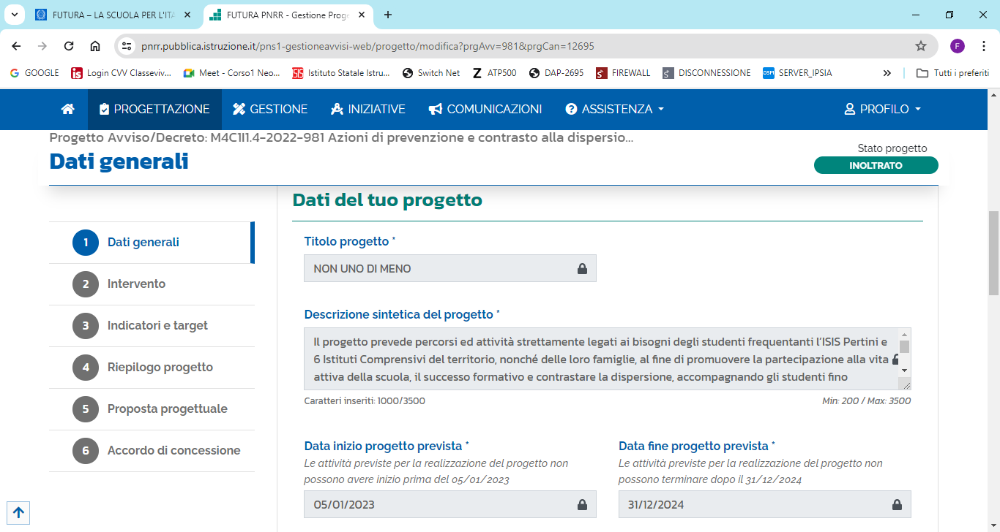 FUTURA – LA SCUOLA PER L'ITA
FUTURA PNRR - Gestione Proge
pnrr.pubblica.istruzione.it/pns1-gestioneavvisi-web/progetto/modifica?prgAvv=981&prgCan=12695
F
GOOGLE
Login CVV Classeviv...
Meet - Corso1 Neo...
Istituto Statale Istru...
Switch Net
ATP500
DAP-2695
FIREWALL
DISCONNESSIONE
SERVER_IPSIA
Tutti i preferiti
PROGETTAZIONE
GESTIONE
INIZIATIVE
COMUNICAZIONI
ASSISTENZA
PROFILO
Progetto Avviso/Decreto: M4C1I1.4-2022-981 Azioni di prevenzione e contrasto alla dispersio...
Dati generali
Stato progetto
INOLTRATO
1 Dati generali
2 Intervento
3 Indicatori e target
4 Riepilogo progetto
5 Proposta progettuale
6 Accordo di concessione
Dati del tuo progetto
Titolo progetto *
NON UNO DI MENO
Descrizione sintetica del progetto *
Il progetto prevede percorsi ed attività strettamente legati ai bisogni degli studenti frequentanti l'ISIS Pertini e
6 Istituti Comprensivi del territorio, nonché delle loro famiglie, al fine di promuovere la partecipazione alla vita
attiva della scuola, il successo formativo e contrastare la dispersione, accompagnando gli studenti fino
Caratteri inseriti: 1000/3500
Min: 200 / Max: 3500
Data inizio progetto prevista *
Le attività previste per la realizzazione del progetto non
possono avere inizio prima del 05/01/2023
05/01/2023
Data fine progetto prevista *
Le attività previste per la realizzazione del progetto non
possono terminare dopo il 31/12/2024
31/12/2024